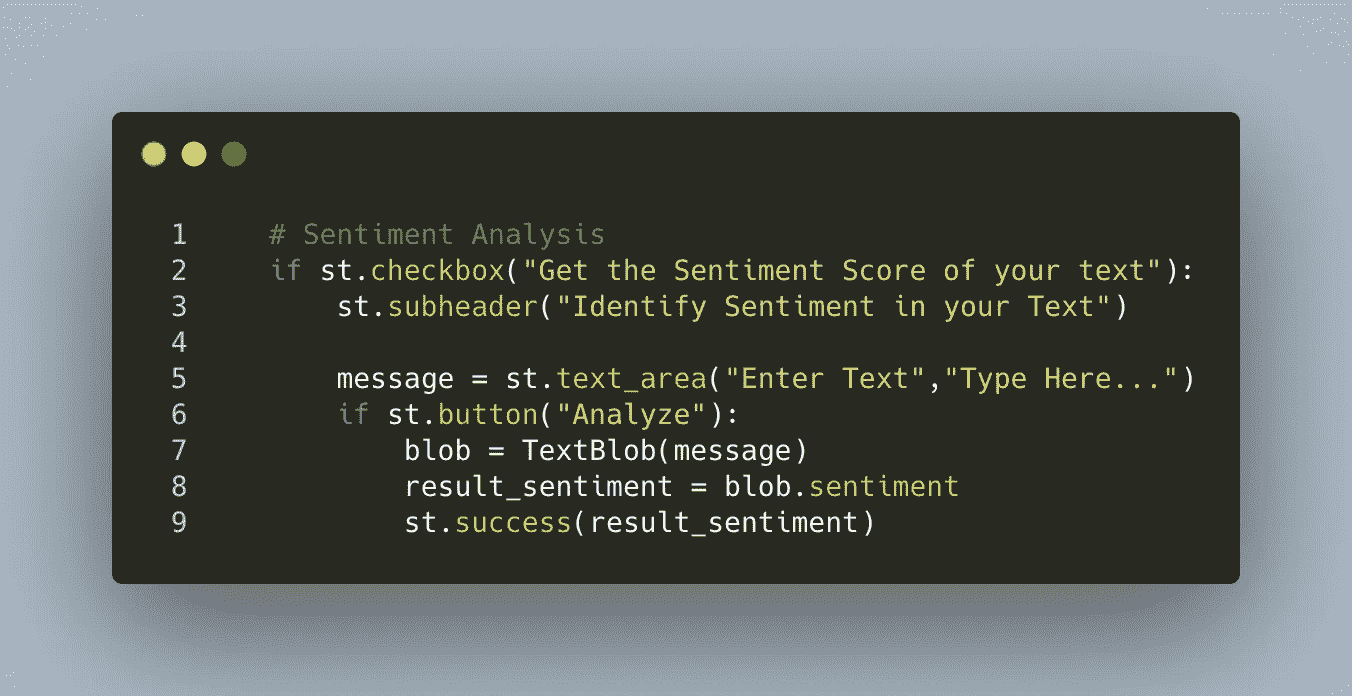 1 # Sentiment Analysis
2 if st.checkbox("Get the Sentiment Score of your text"):
3 st.subheader("Identify Sentiment in your Text")
4
5 message = st.text_area("Enter Text","Type Here...")
6 if st.button("Analyze"):
7 blob = TextBlob(message)
8 result_sentiment = blob.sentiment
9 st.success(result_sentiment)